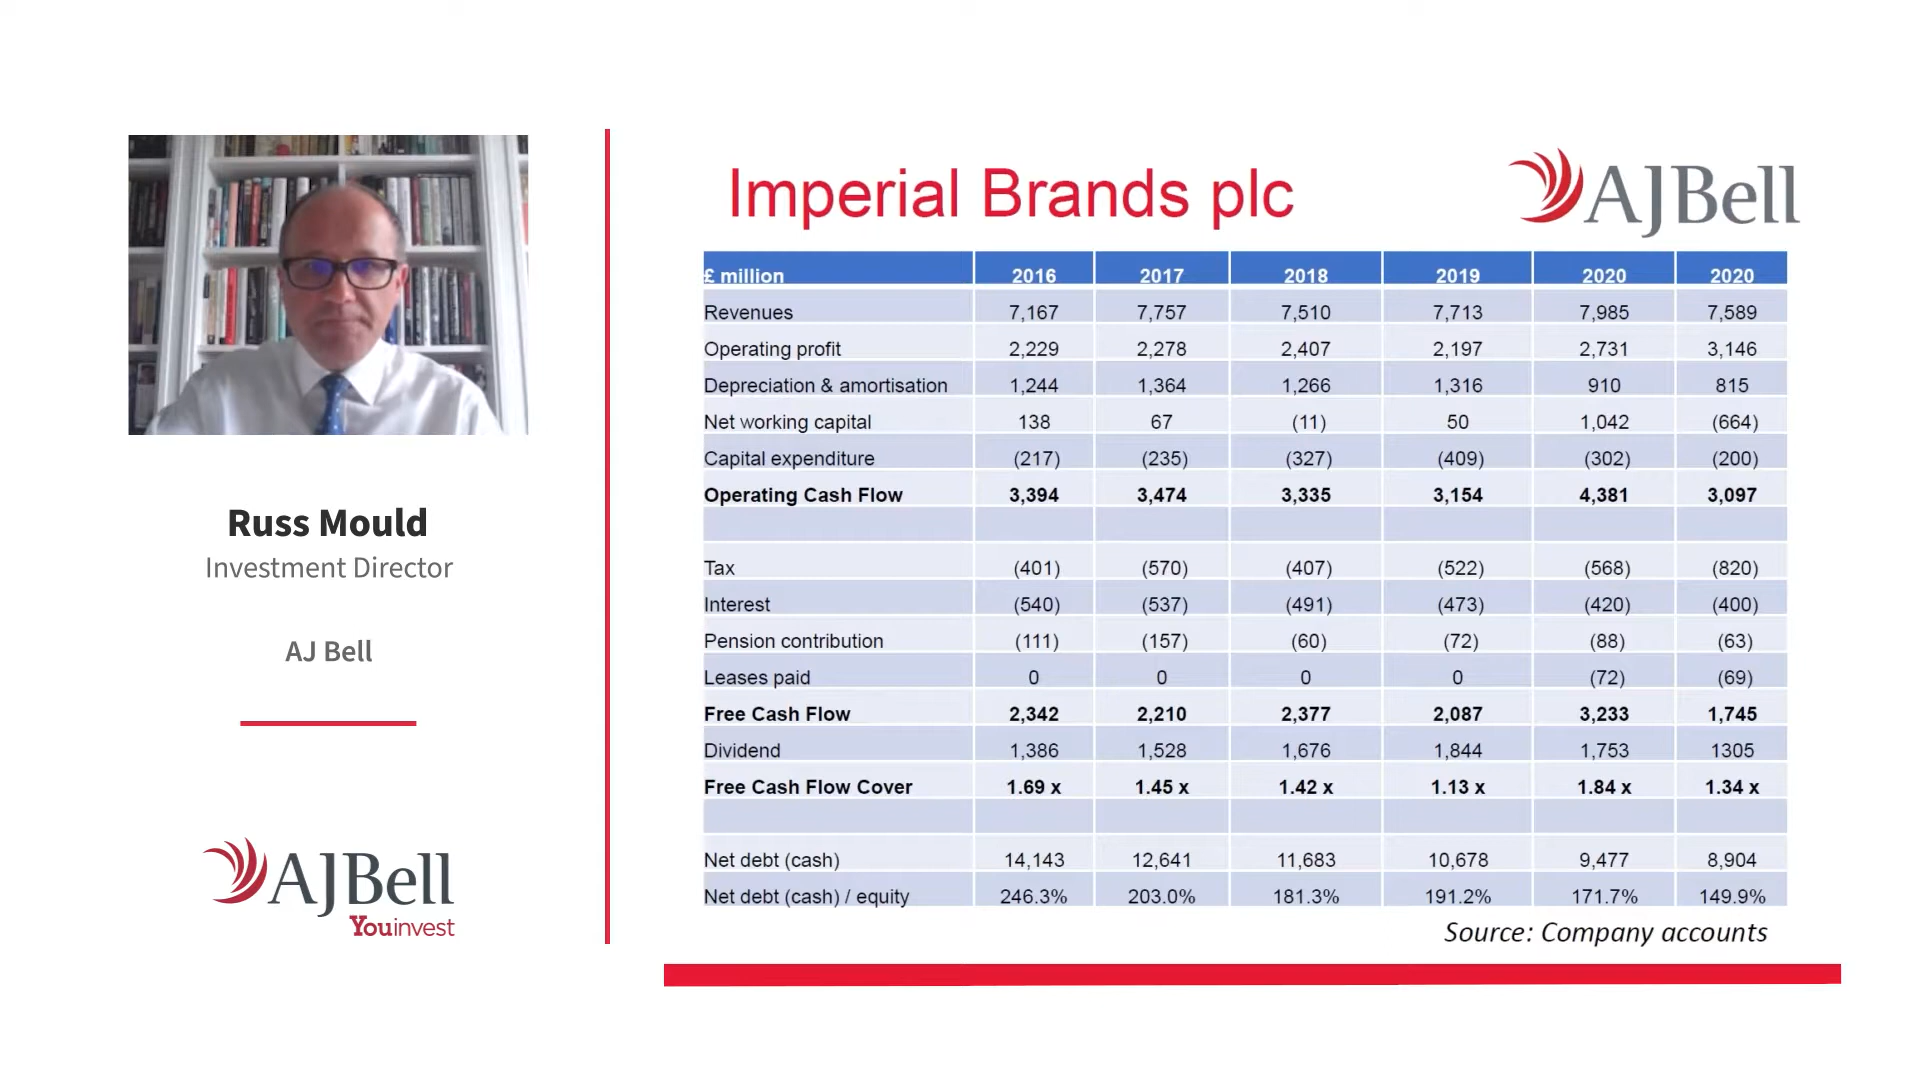 Russ Mould
Investment Director
AJ Bell
AJBell
Youinvest
Imperial Brands plc
AJBell
£ million 2016 2017 2018 2019 2020 2020
Revenues 7,167 7,757 7,510 7,713 7,985 7,589
Operating profit 2,229 2,278 2,407 2,197 2,731 3,146
Depreciation & amortisation 1,244 1,364 1,266 1,316 910 815
Net working capital 138 67 (11) 50 1,042 (664)
Capital expenditure (217) (235) (327) (409) (302) (200)
Operating Cash Flow 3,394 3,474 3,335 3,154 4,381 3,097
Tax (401) (570) (407) (522) (568) (820)
Interest (540) (537) (491) (473) (420) (400)
Pension contribution (111) (157) (60) (72) (88) (63)
Leases paid 0 0 0 0 (72) (69)
Free Cash Flow 2,342 2,210 2,377 2,087 3,233 1,745
Dividend 1,386 1,528 1,676 1,844 1,753 1305
Free Cash Flow Cover 1.69 x 1.45 x 1.42 x 1.13 x 1.84 x 1.34 x
Net debt (cash) 14,143 12,641 11,683 10,678 9,477 8,904
Net debt (cash) / equity 246.3% 203.0% 181.3% 191.2% 171.7% 149.9%
Source: Company accounts